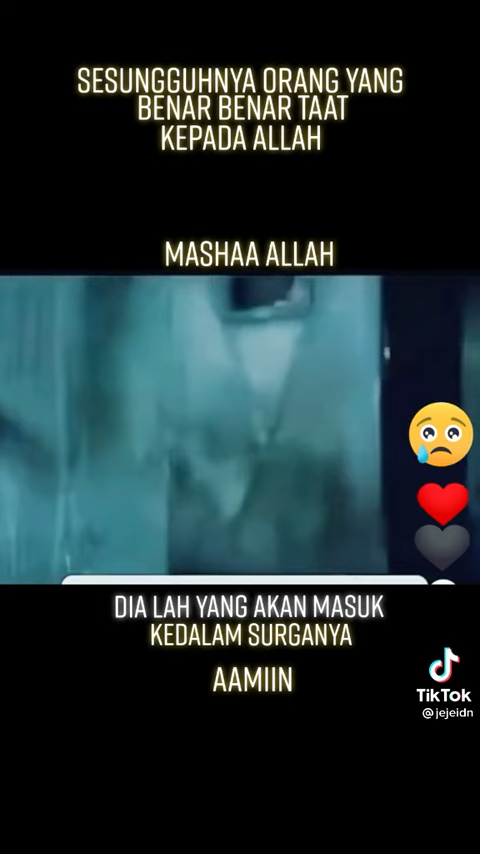 SESUNGGUHNYA ORANG YANG
BENAR BENAR TAAT
KEPADA ALLAH
MASHAA ALLAH
DIA LAH YANG AKAN MASUK
KEDALAM SURGANYA
AAMIIN
TikTok
@jejeidn